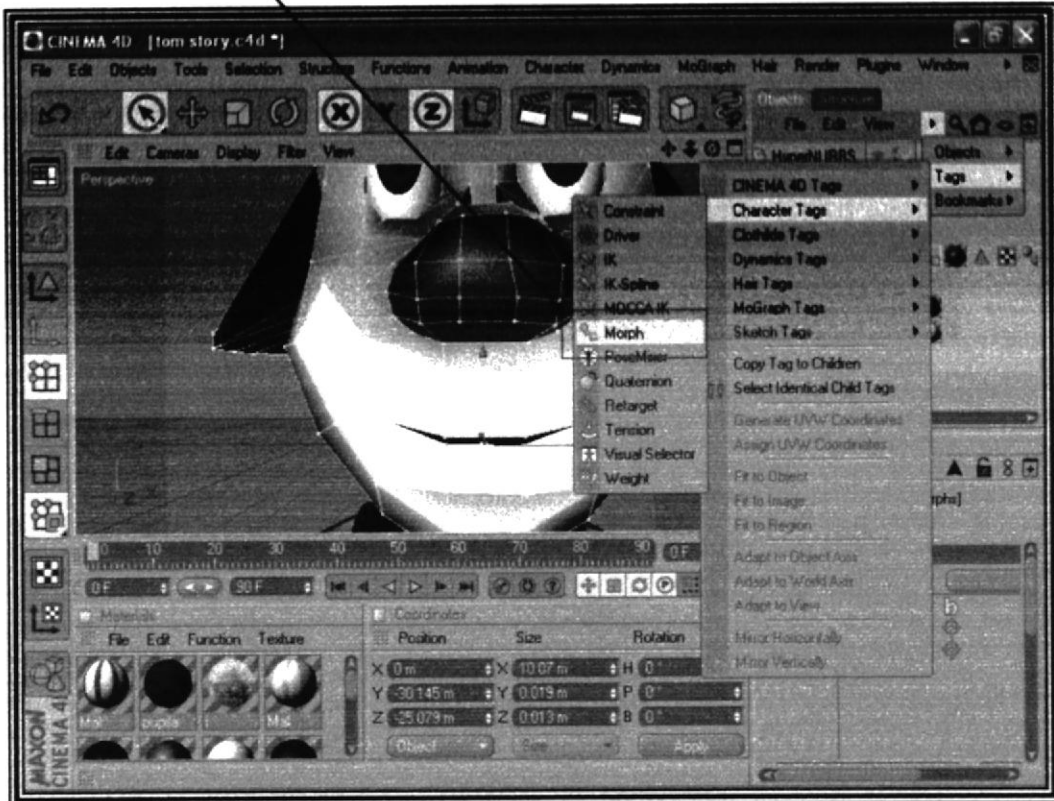 CINEMA 4D [tom story.c4d *]
File Edit Objects Tools Selection Structure Functions Animation Character Dynamics MoGraph Hair Render Plugins Window
Objects
File Edit View
Edit Cameras Display Filter View
HyperNURBS
Objects
Tags
Bookmarks
Perspective
CINEMA 4D Tags
Character Tags
Clothilde Tags
Dynamics Tags
Hair Tags
MoGraph Tags
Sketch Tags
Copy Tag to Children
Select Identical Child Tags
Generate UVW Coordinates
Assign UVW Coordinates
Fit to Object
Fit to Image
Fit to Region
Adapt to Object Axis
Adapt to World Axis
Adapt to View
Mirror Horizontally
Mirror Vertically
Constraint
Driver
IK
IK-Spline
MOCCA IK
Morph
PoseMixer
Quaternion
Retarget
Tension
Visual Selector
Weight
rphs]
0 10 20 30 40 50 60 70 80 90 0 F
0 F 90 F
Materials
File Edit Function Texture
Mat pupila Mat
Coordinates
Position Size Rotation
X 0 m X 10.07 m H 0 °
Y -30.145 m Y 0.019 m P 0 °
Z -25.079 m Z 0.013 m B 0 °
Object Size Apply
MAXON
CINEMA 4D